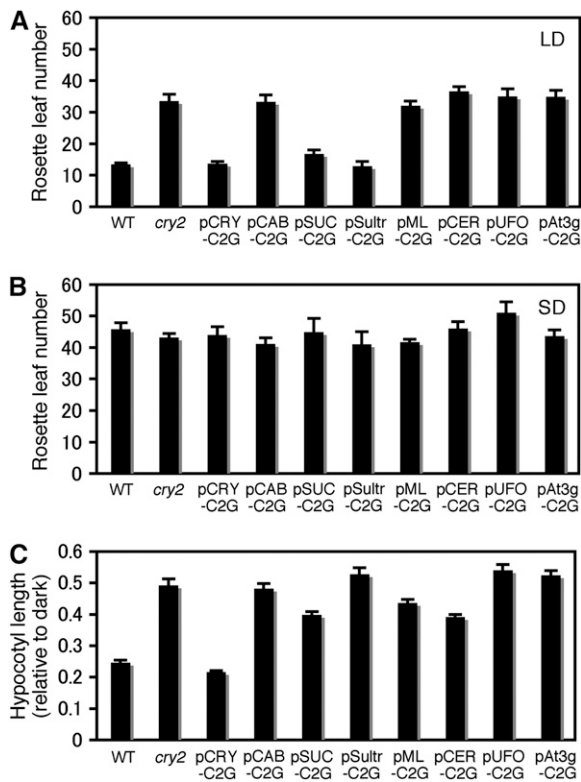 A
60
50
40
30
20
10
0
Rosette leaf number
LD
WT cry2 pCRY pCAB pSUC pSultr pML pCER pUFO pAt3g
-C2G -C2G -C2G -C2G -C2G -C2G -C2G -C2G
B
60
50
40
30
20
10
0
Rosette leaf number
SD
WT cry2 pCRY pCAB pSUC pSultr pML pCER pUFO pAt3g
-C2G -C2G -C2G -C2G -C2G -C2G -C2G -C2G
C
0.6
0.5
0.4
0.3
0.2
0.1
0
Hypocotyl length
(relative to dark)
WT cry2 pCRY pCAB pSUC pSultr pML pCER pUFO pAt3g
-C2G -C2G -C2G -C2G -C2G -C2G -C2G -C2G